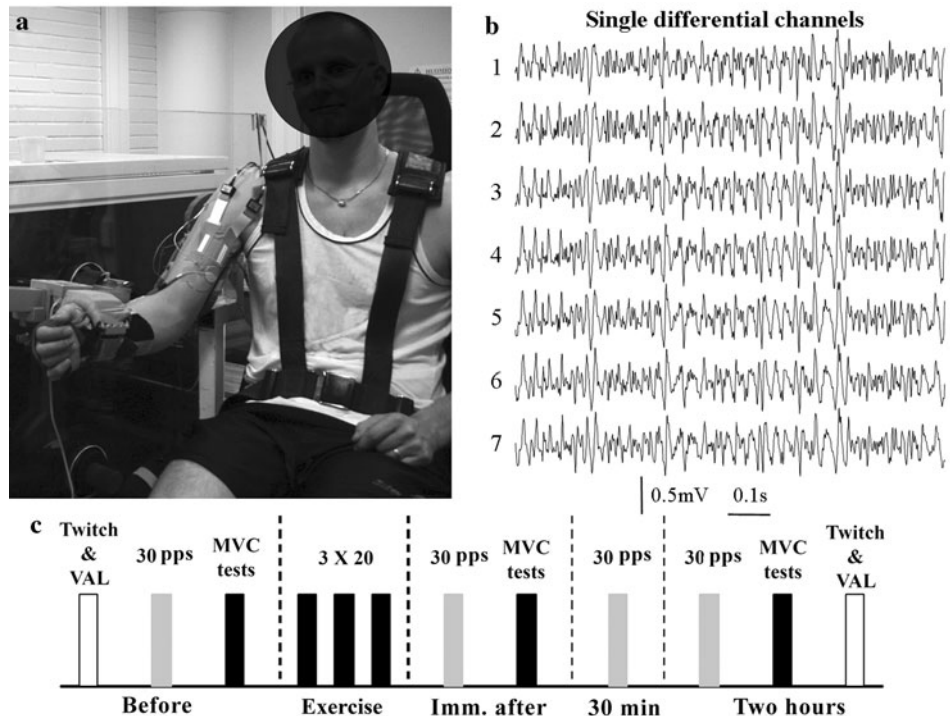 a
b
Single differential channels
1
2
3
4
5
6
7
0.5mV 0.1s
c
Twitch & VAL
30 pps
MVC tests
3 X 20
30 pps
MVC tests
30 pps
30 pps
MVC tests
Twitch & VAL
Before Exercise Imm. after 30 min Two hours